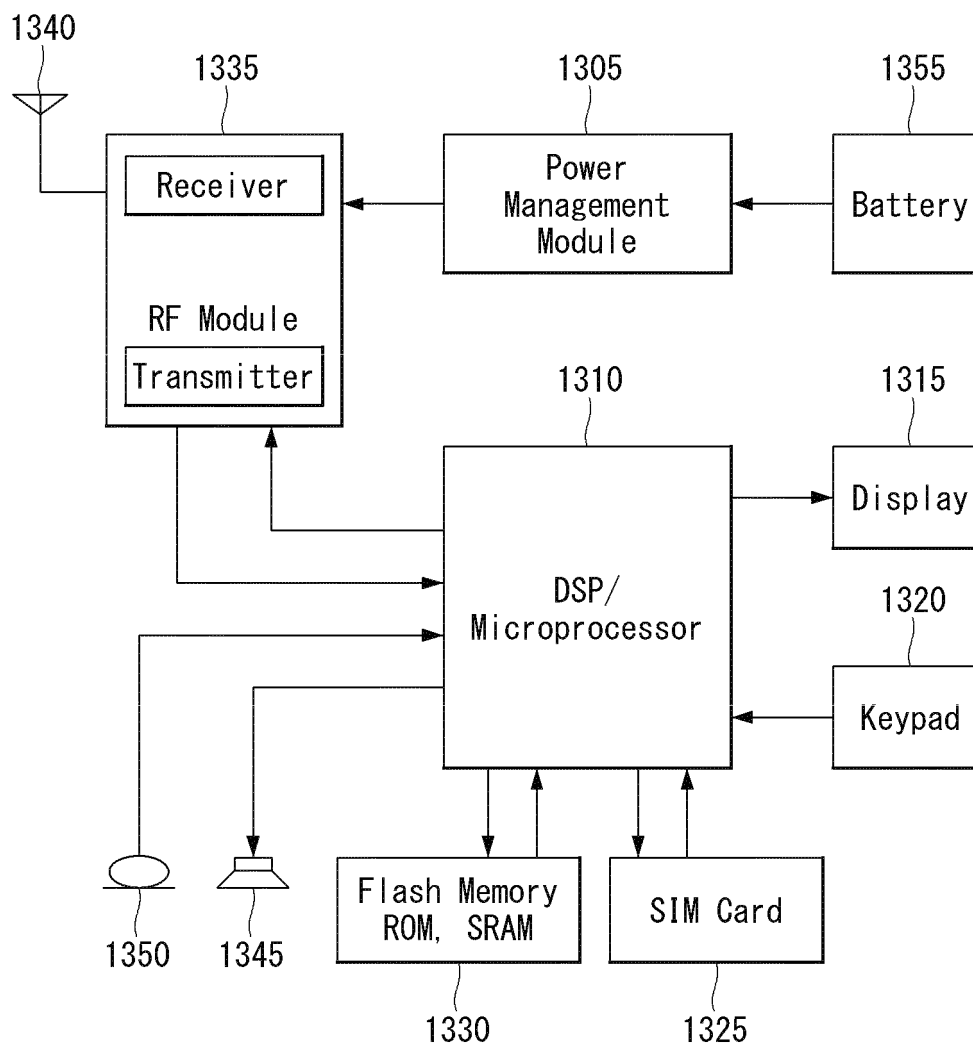 1340
1335
1305
1355
Receiver
RF Module
Transmitter
Power
Management
Module
Battery
1310
1315
DSP/
Microprocessor
Display
1320
Keypad
Flash Memory
ROM, SRAM
SIM Card
1350
1345
1330
1325